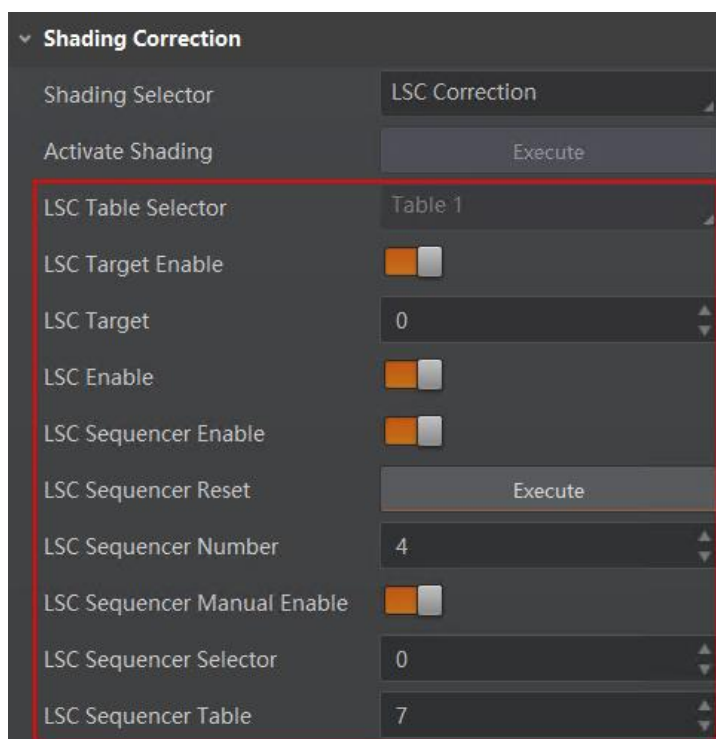 Shading Correction
Shading Selector LSC Correction
Activate Shading Execute
LSC Table Selector Table 1
LSC Target Enable
LSC Target 0
LSC Enable
LSC Sequencer Enable
LSC Sequencer Reset Execute
LSC Sequencer Number 4
LSC Sequencer Manual Enable
LSC Sequencer Selector 0
LSC Sequencer Table 7